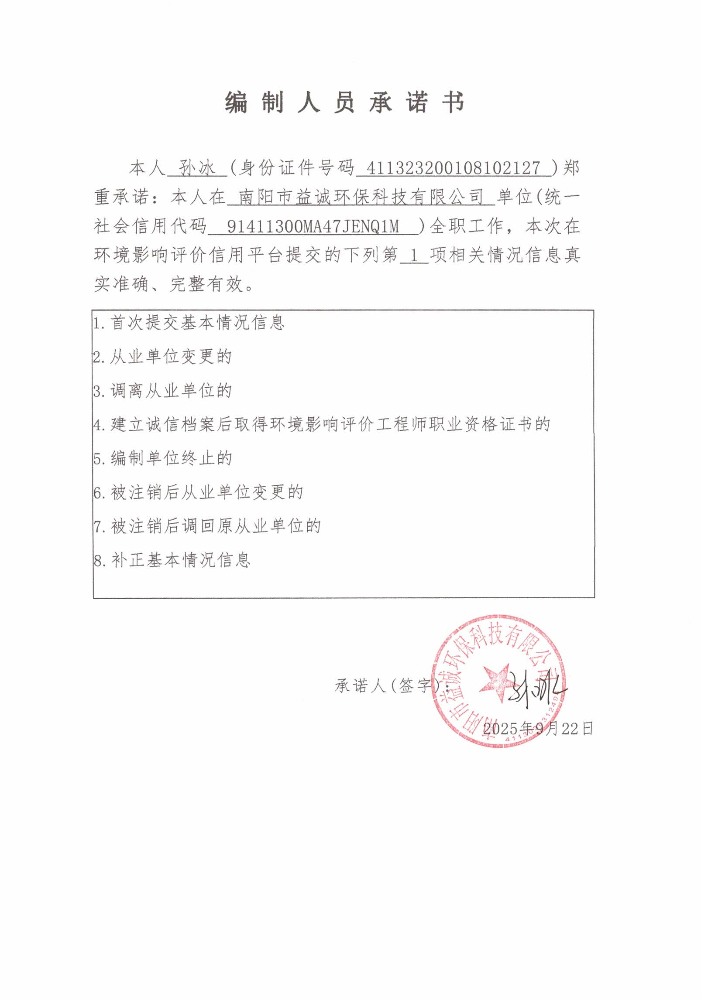 编制人员承诺书
本人 孙冰 (身份证件号码 411323200108102127 )郑
重承诺：本人在 南阳市益诚环保科技有限公司 单位(统一
社会信用代码 91411300MA47JENQ1M )全职工作，本次在
环境影响评价信用平台提交的下列第 1 项相关情况信息真
实准确、完整有效。
1.首次提交基本情况信息
2.从业单位变更的
3.调离从业单位的
4.建立诚信档案后取得环境影响评价工程师职业资格证书的
5.编制单位终止的
6.被注销后从业单位变更的
7.被注销后调回原从业单位的
8.补正基本情况信息
南阳市益诚环保科技有限公司
承诺人(签字)：孙冰
2025年9月22日